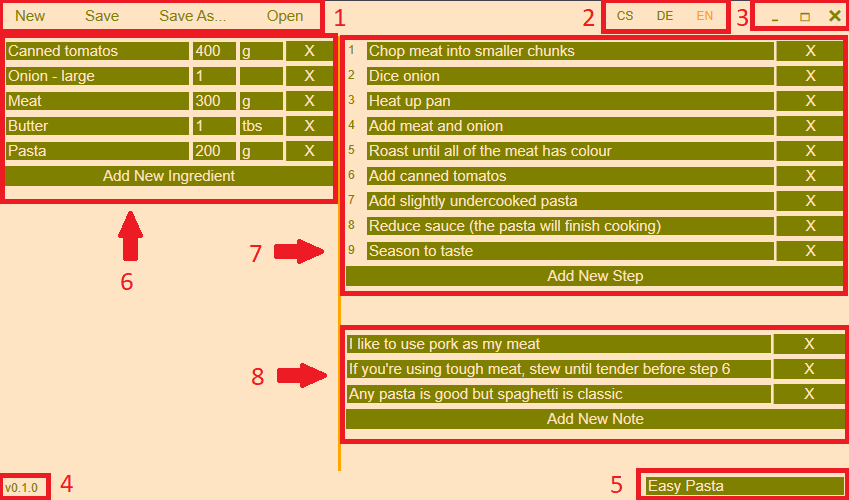 New Save Save As... Open 1 2 CS DE EN 3
Canned tomatos 400 g X
Onion - large 1 X
Meat 300 g X
Butter 1 tbs X
Pasta 200 g X
Add New Ingredient
6
1 Chop meat into smaller chunks X
2 Dice onion X
3 Heat up pan X
4 Add meat and onion X
5 Roast until all of the meat has colour X
6 Add canned tomatos X
7 Add slightly undercooked pasta X
8 Reduce sauce (the pasta will finish cooking) X
9 Season to taste X
Add New Step
7
I like to use pork as my meat X
If you're using tough meat, stew until tender before step 6 X
Any pasta is good but spaghetti is classic X
Add New Note
8
v0.1.0 4
5 Easy Pasta